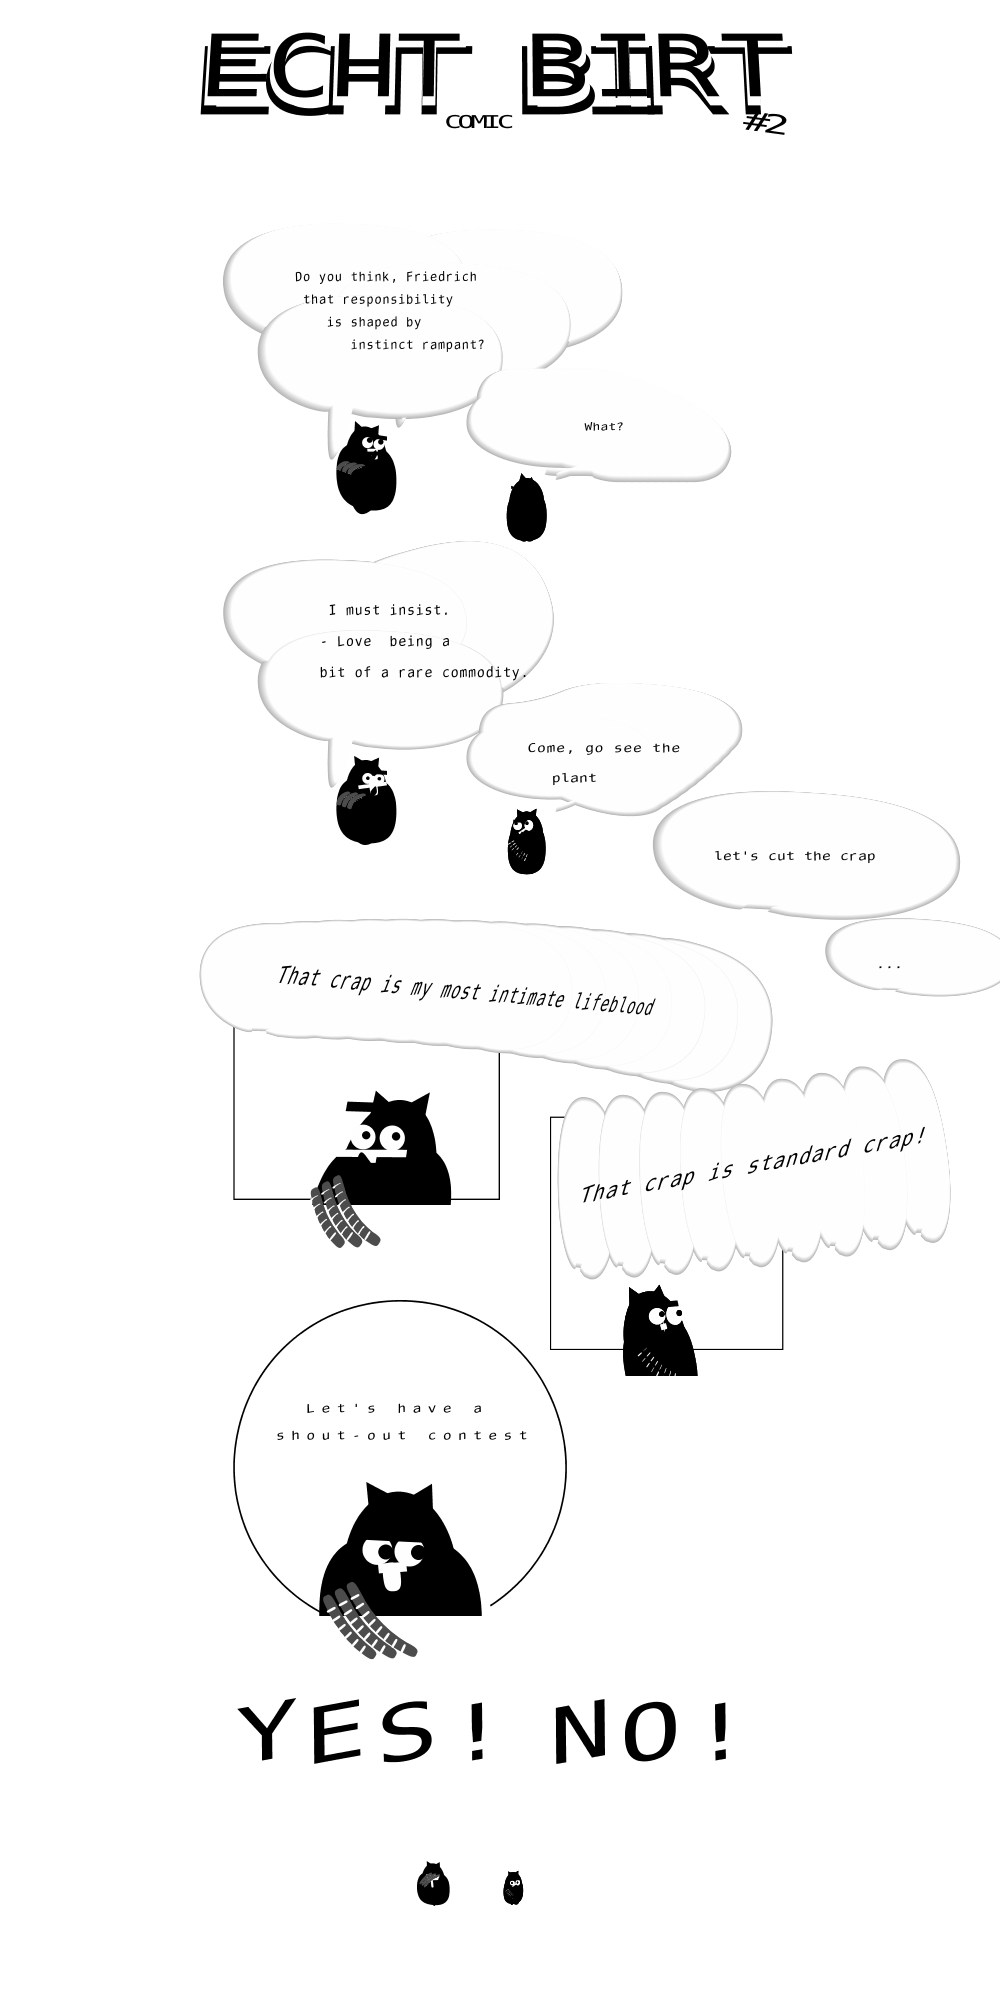 ECHT BIRT
COMIC
#2
Do you think, Friedrich
that responsibility
is shaped by
instinct rampant?
What?
I must insist.
- Love being a
bit of a rare commodity.
Come, go see the
plant
let's cut the crap
...
That crap is my most intimate lifeblood
That crap is standard crap!
Let's have a
shout-out contest
YES! NO!